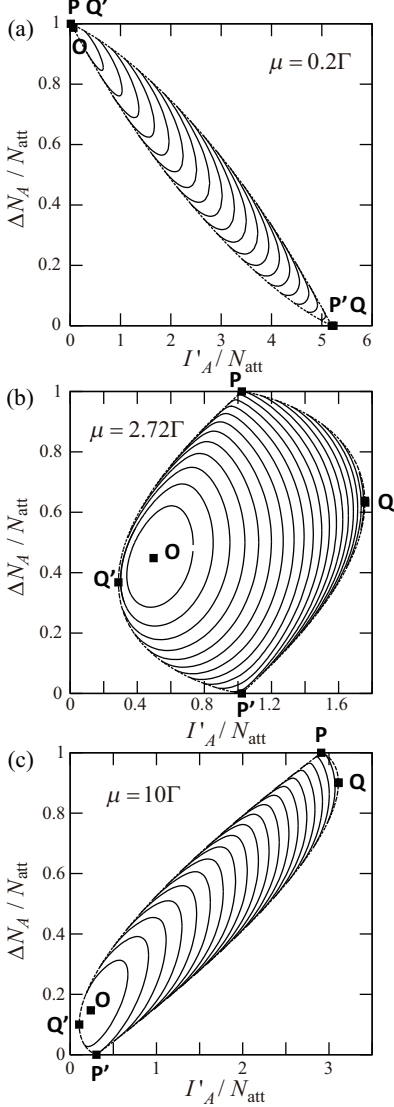 (a)
P Q'
O
μ = 0.2Γ
1
0.8
0.6
0.4
0.2
0
ΔN_A / N_att
P' Q
0 1 2 3 4 5 6
I'_A / N_att
(b)
P
μ = 2.72Γ
1
0.8
0.6
0.4
0.2
0
ΔN_A / N_att
Q
O
Q'
P'
0.4 0.8 1.2 1.6
I'_A / N_att
(c)
P
μ = 10Γ
Q
1
0.8
0.6
0.4
0.2
0
ΔN_A / N_att
O
Q'
P'
0 1 2 3
I'_A / N_att